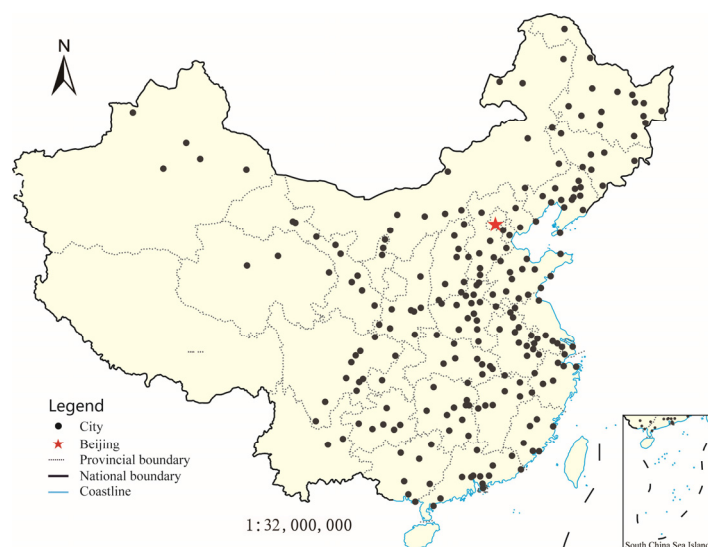 N
Legend
City
Beijing
Provincial boundary
National boundary
Coastline
1:32,000,000
South China Sea Island